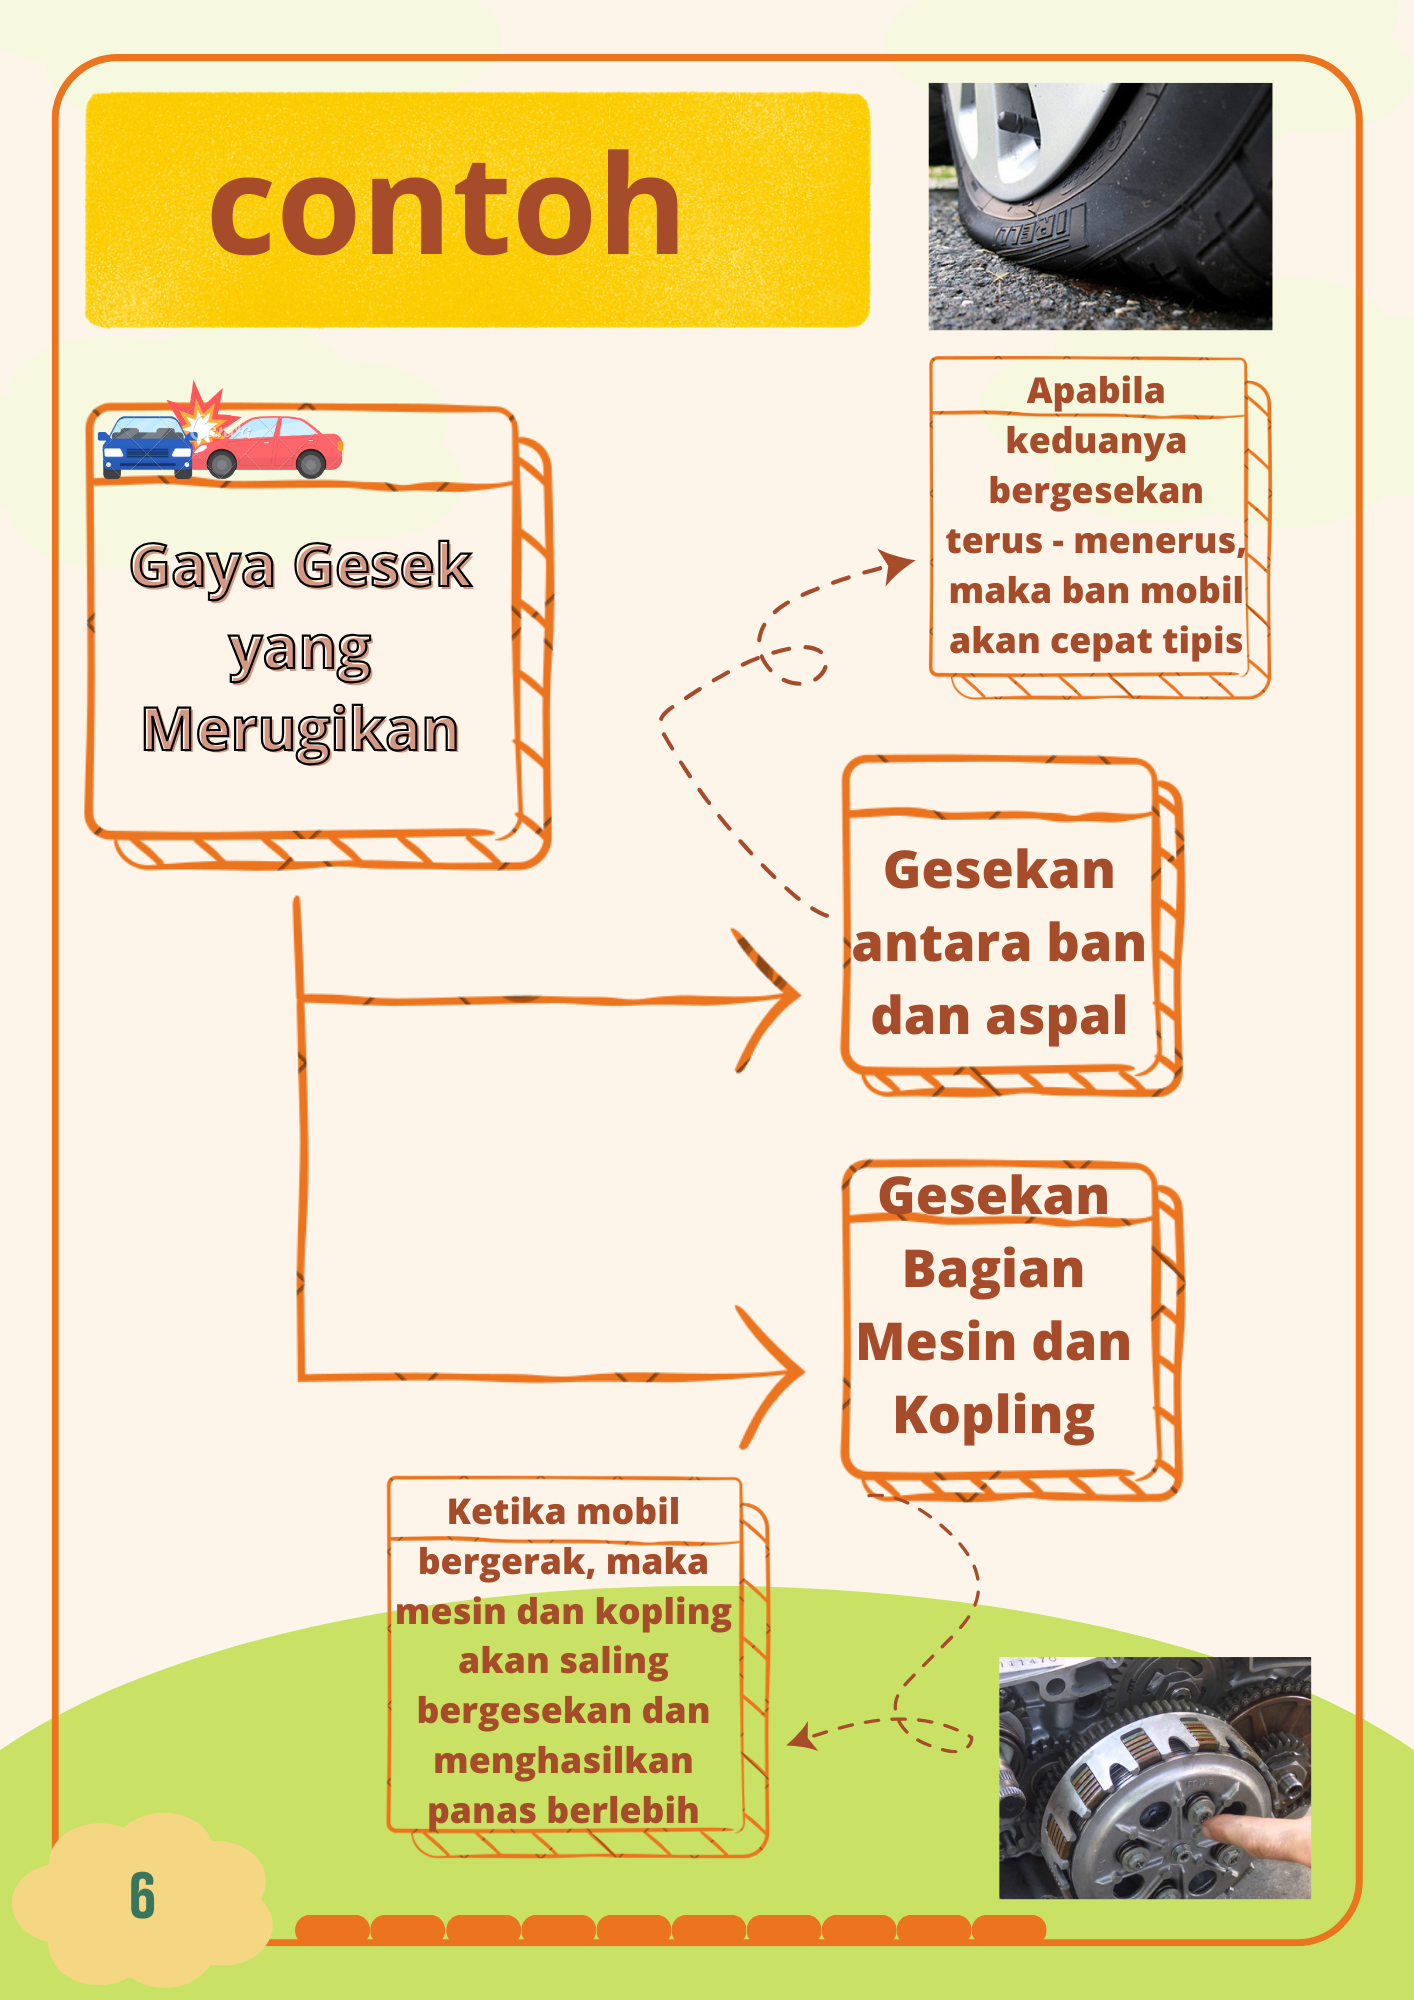 contoh
Gaya Gesek
yang
Merugikan
Apabila
keduanya
bergesekan
terus - menerus,
maka ban mobil
akan cepat tipis
Gesekan
antara ban
dan aspal
Gesekan
Bagian
Mesin dan
Kopling
Ketika mobil
bergerak, maka
mesin dan kopling
akan saling
bergesekan dan
menghasilkan
panas berlebih
6